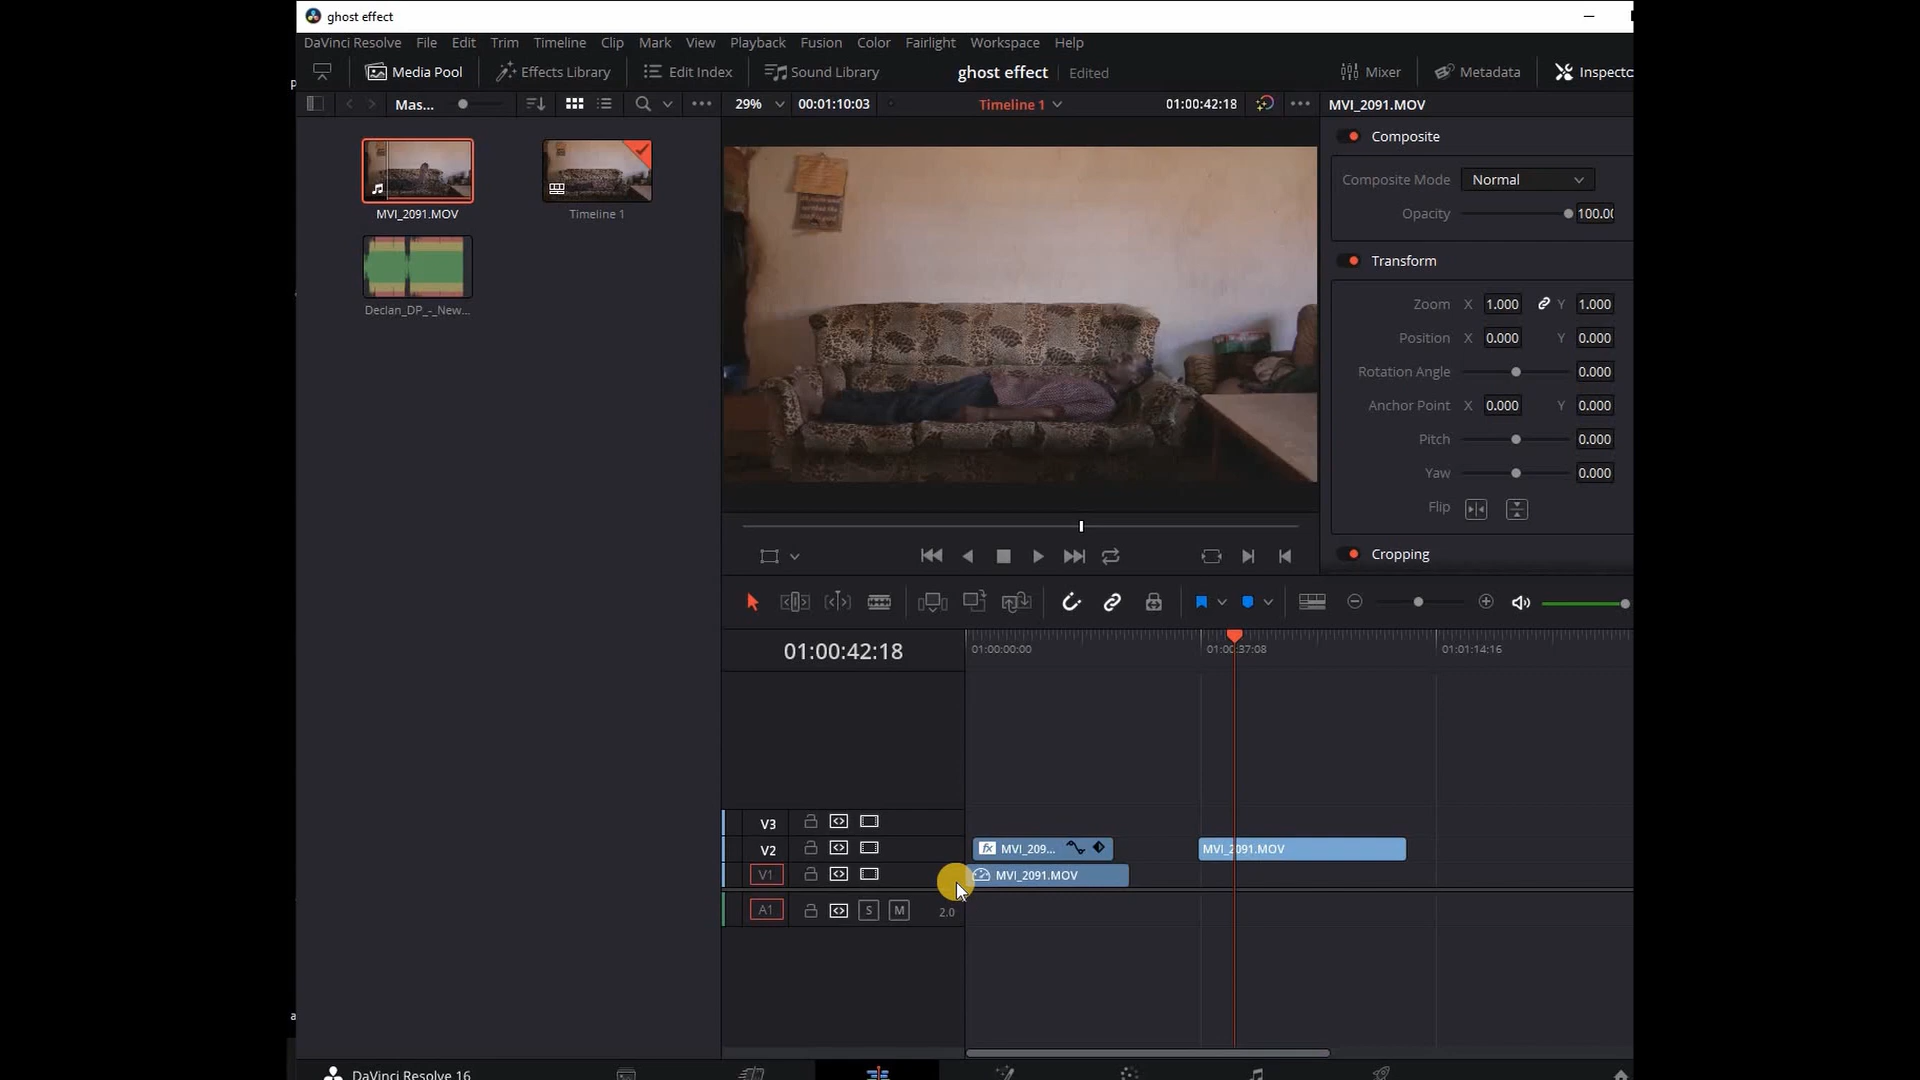 ghost effect
DaVinci Resolve File Edit Trim Timeline Clip Mark View Playback Fusion Color Fairlight Workspace Help
Media Pool Effects Library Edit Index Sound Library ghost effect Edited Mixer Metadata Inspecto
Mas... 29% 00:01:10:03 Timeline 1 01:00:42:18 MVI_2091.MOV
Composite
Composite Mode Normal
Opacity 100.00
MVI_2091.MOV Timeline 1
Transform
Zoom X 1.000 Y 1.000
Declan_DP_-_New...
Position X 0.000 Y 0.000
Rotation Angle 0.000
Anchor Point X 0.000 Y 0.000
Pitch 0.000
Yaw 0.000
Flip
Cropping
01:00:42:18 01:00:00:00 01:00:37:08 01:01:14:16
V3
V2 fx MVI_209... MVI_2091.MOV
V1 MVI_2091.MOV
A1 S M 2.0
DaVinci Resolve 16